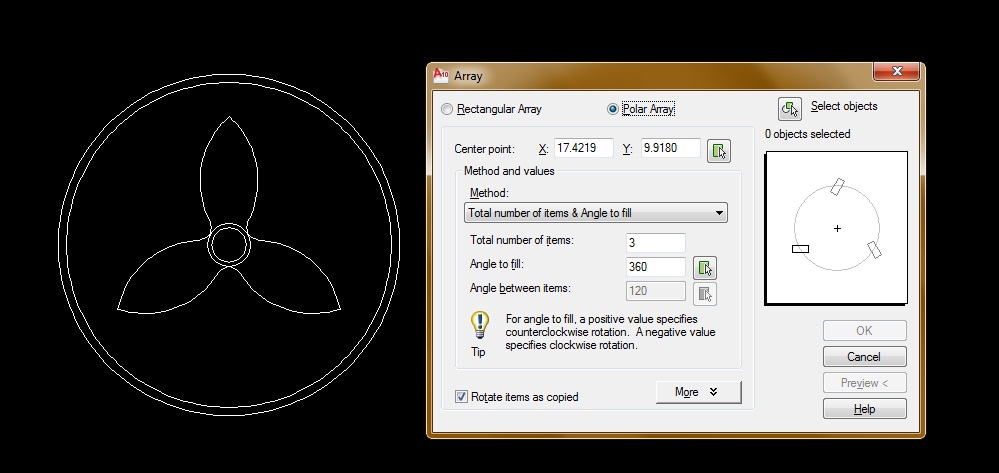 A10 Array
Rectangular Array
Polar Array
Select objects
0 objects selected
Center point: X: 17.4219 Y: 9.9180
Method and values
Method:
Total number of items & Angle to fill
Total number of items: 3
Angle to fill: 360
Angle between items: 120
Tip
For angle to fill, a positive value specifies
counterclockwise rotation. A negative value
specifies clockwise rotation.
Rotate items as copied
More
OK
Cancel
Preview <
Help